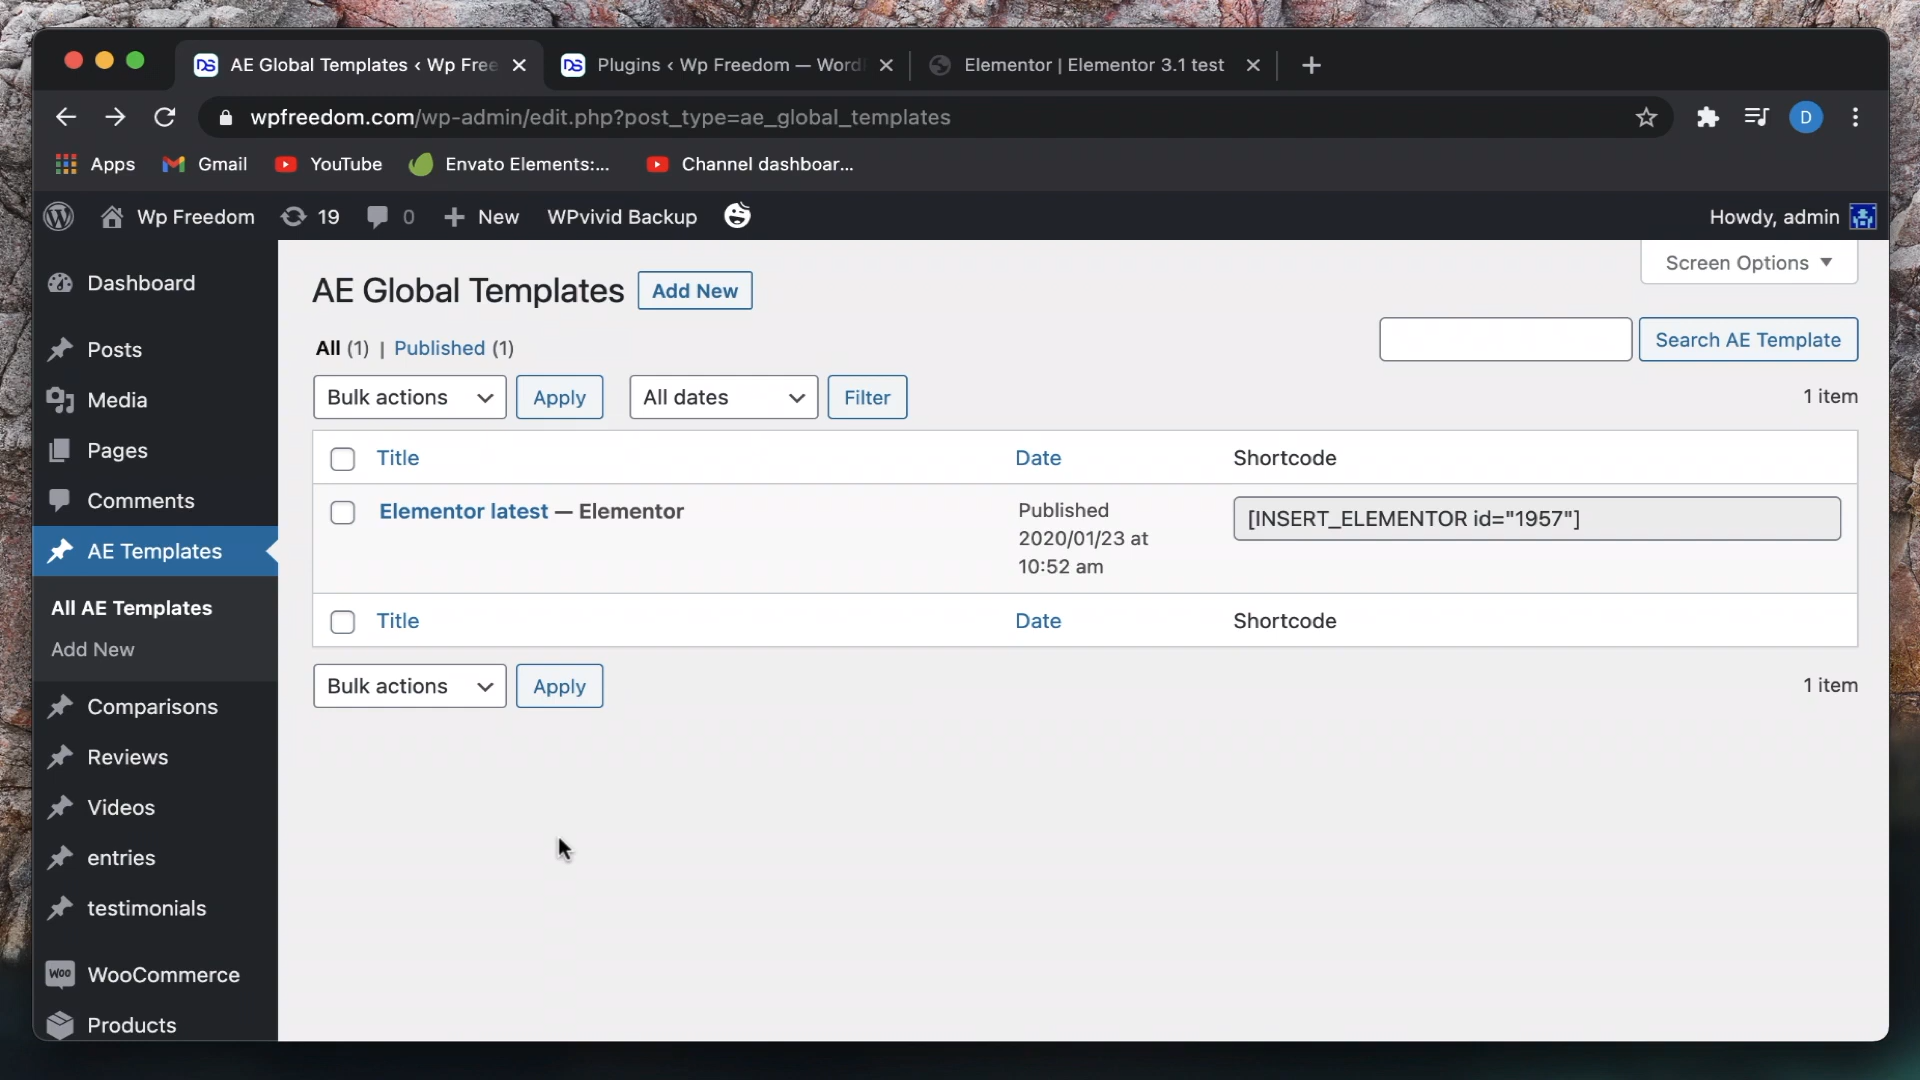 AE Global Templates ‹ Wp Free
Plugins ‹ Wp Freedom — Word
Elementor | Elementor 3.1 test
wpfreedom.com/wp-admin/edit.php?post_type=ae_global_templates
D
Apps
Gmail
YouTube
Envato Elements:...
Channel dashboar...
Wp Freedom
19
0
New
WPvivid Backup
Howdy, admin
Dashboard
Posts
Media
Pages
Comments
AE Templates
All AE Templates
Add New
Comparisons
Reviews
Videos
entries
testimonials
WooCommerce
Products
Screen Options
AE Global Templates
Add New
All (1) | Published (1)
Search AE Template
Bulk actions
Apply
All dates
Filter
1 item
Title
Date
Shortcode
Elementor latest — Elementor
Published
2020/01/23 at
10:52 am
[INSERT_ELEMENTOR id="1957"]
Title
Date
Shortcode
Bulk actions
Apply
1 item